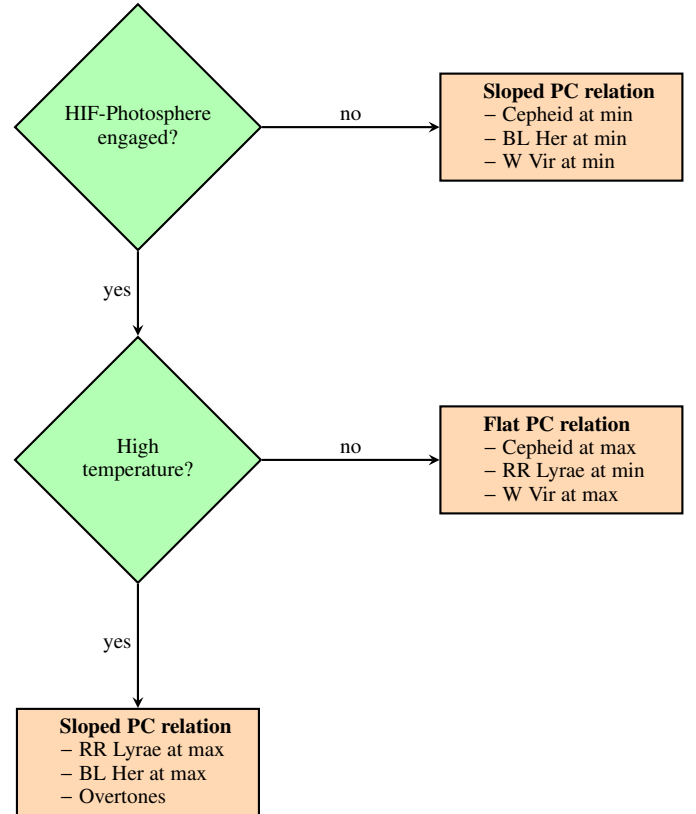 HIF-Photosphere
engaged?
no
Sloped PC relation
– Cepheid at min
– BL Her at min
– W Vir at min
yes
High
temperature?
no
Flat PC relation
– Cepheid at max
– RR Lyrae at min
– W Vir at max
yes
Sloped PC relation
– RR Lyrae at max
– BL Her at max
– Overtones